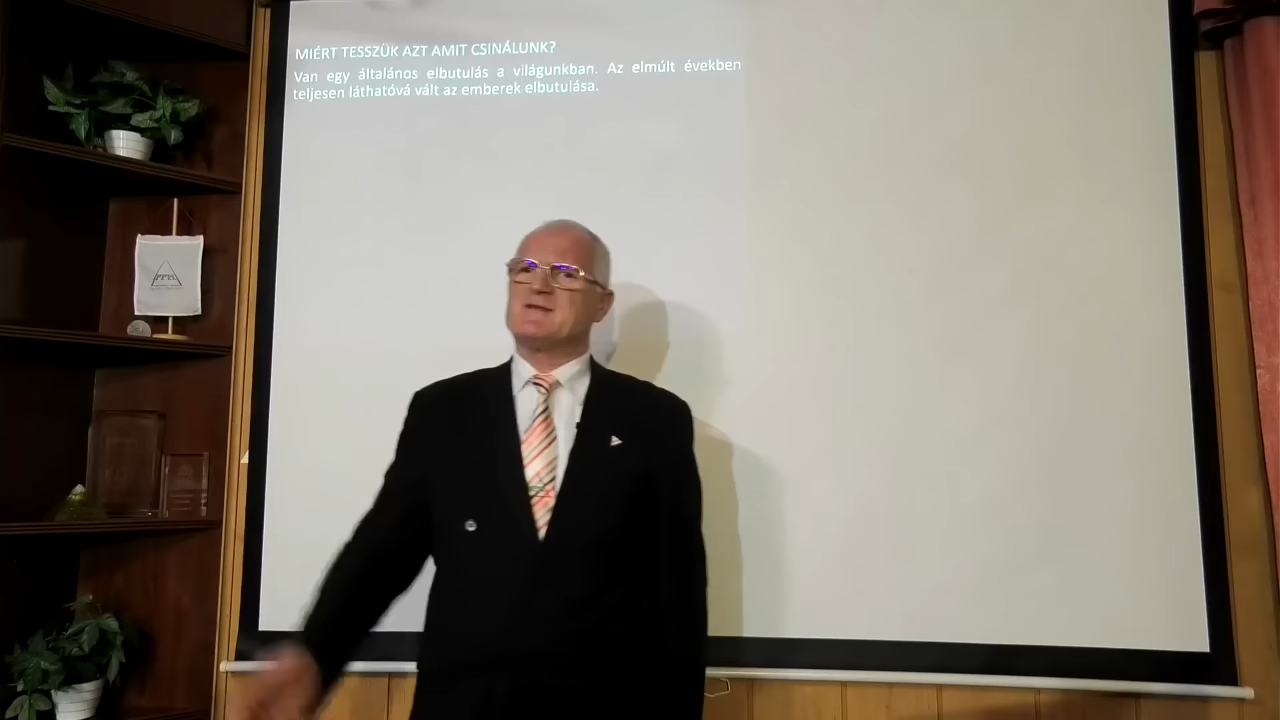 MIÉRT TESSZÜK AZT AMIT CSINÁLUNK?
Van egy általános elbutulás a világunkban. Az elmúlt években
teljesen láthatóvá vált az emberek elbutulása.